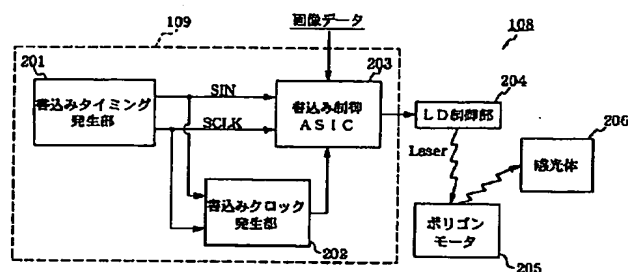 画像データ
108
109
201
書込みタイミング
発生部
SIN
SCLK
203
書込み制御
ASIC
204
LD制御部
Laser
206
感光体
書込みクロック
発生部
202
ポリゴン
モータ
205